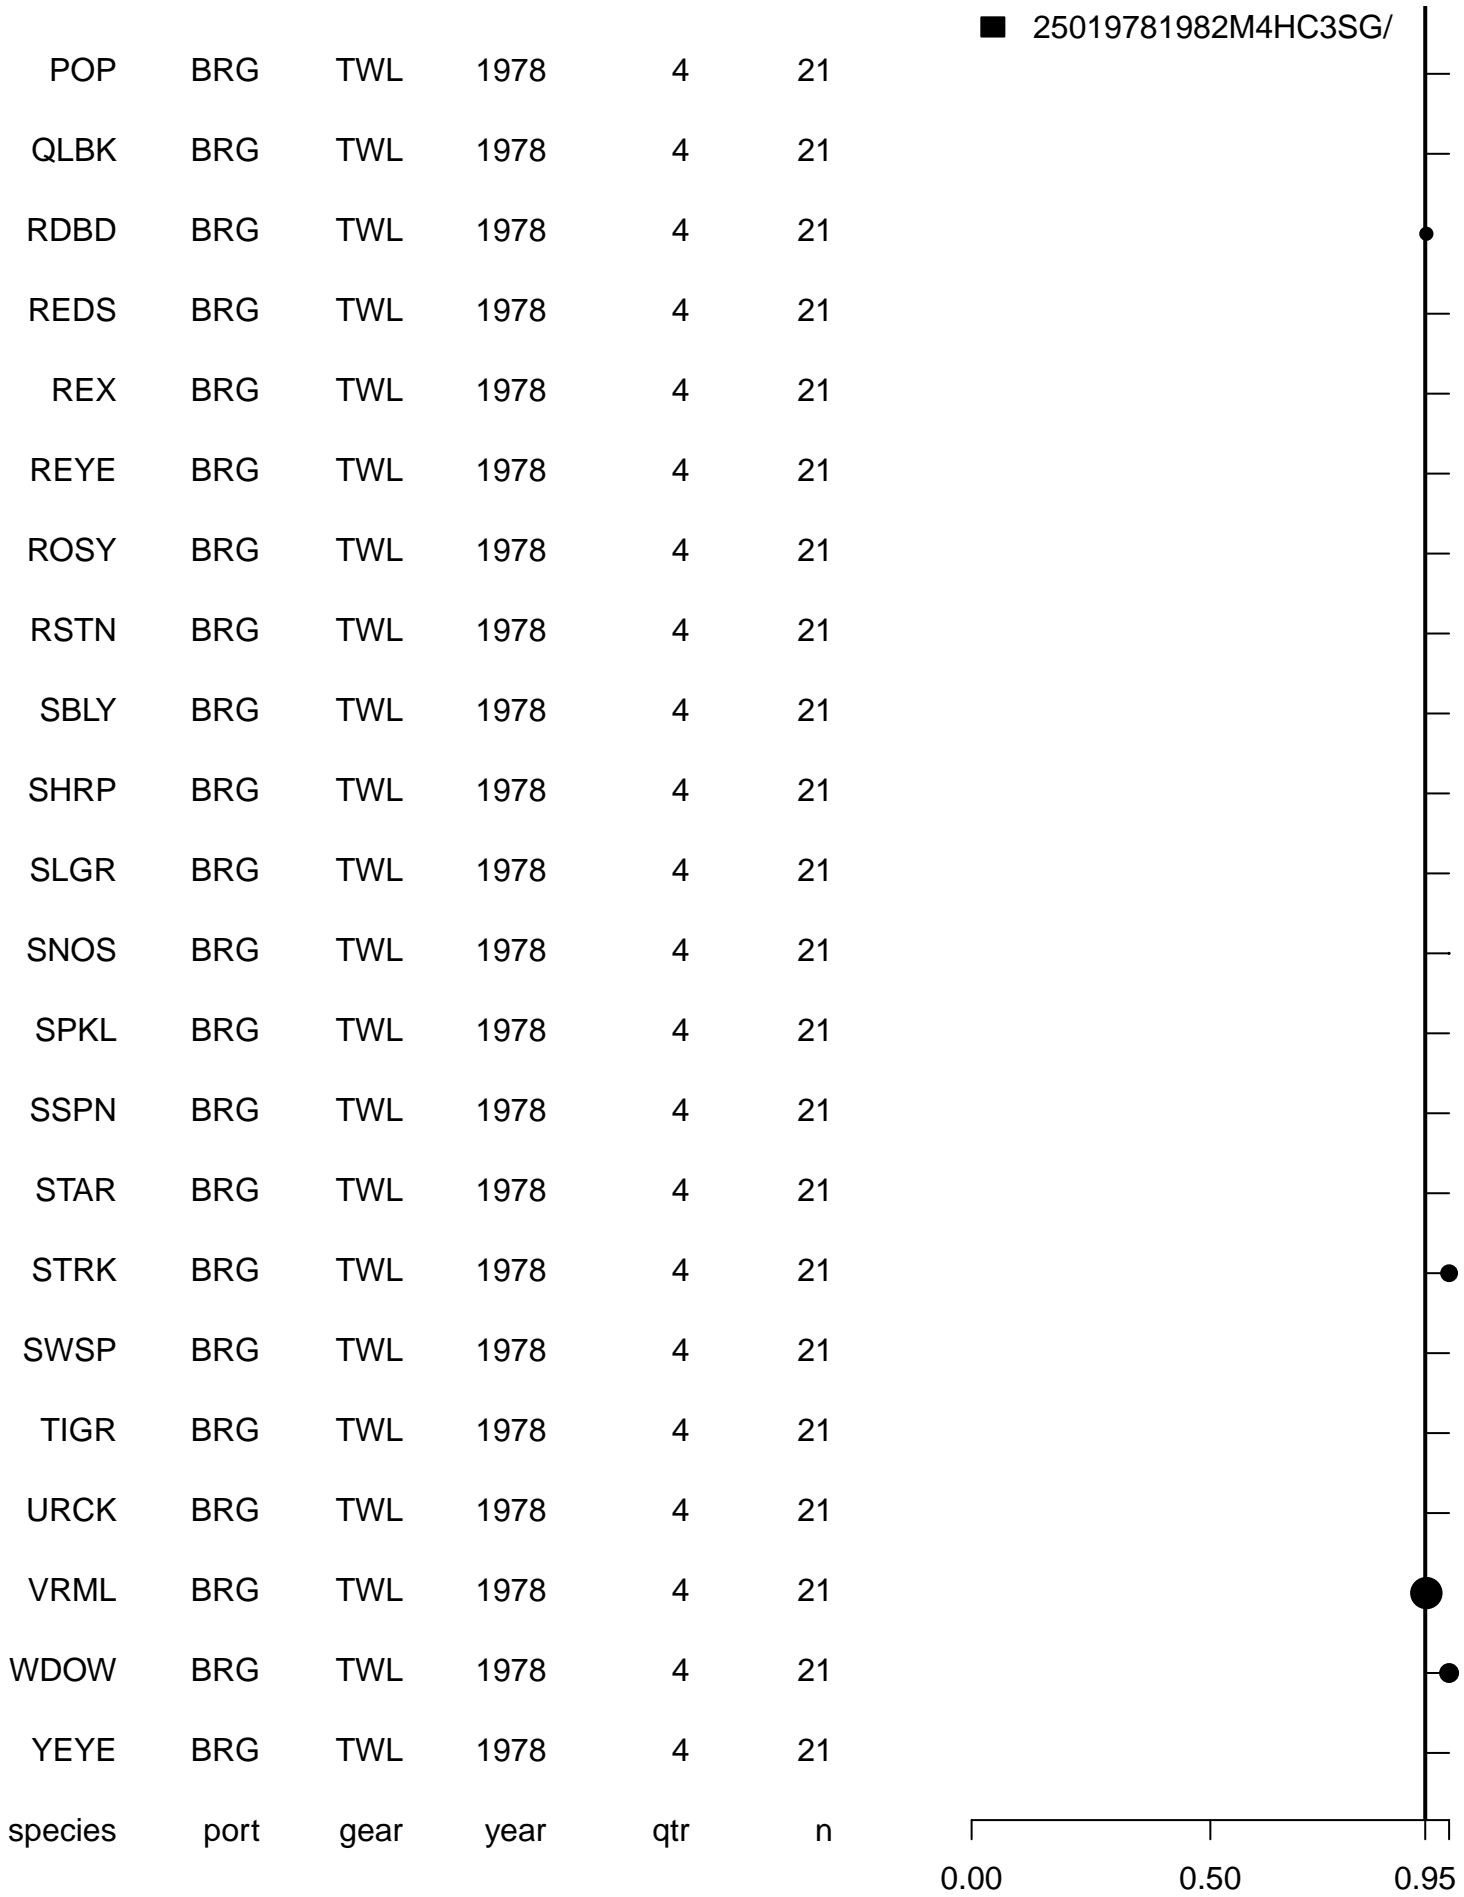 25019781982M4HC3SG/
POP BRG TWL 1978 4 21
QLBK BRG TWL 1978 4 21
RDBD BRG TWL 1978 4 21
REDS BRG TWL 1978 4 21
REX BRG TWL 1978 4 21
REYE BRG TWL 1978 4 21
ROSY BRG TWL 1978 4 21
RSTN BRG TWL 1978 4 21
SBLY BRG TWL 1978 4 21
SHRP BRG TWL 1978 4 21
SLGR BRG TWL 1978 4 21
SNOS BRG TWL 1978 4 21
SPKL BRG TWL 1978 4 21
SSPN BRG TWL 1978 4 21
STAR BRG TWL 1978 4 21
STRK BRG TWL 1978 4 21
SWSP BRG TWL 1978 4 21
TIGR BRG TWL 1978 4 21
URCK BRG TWL 1978 4 21
VRML BRG TWL 1978 4 21
WDOW BRG TWL 1978 4 21
YEYE BRG TWL 1978 4 21
species port gear year qtr n
0.00 0.50 0.95